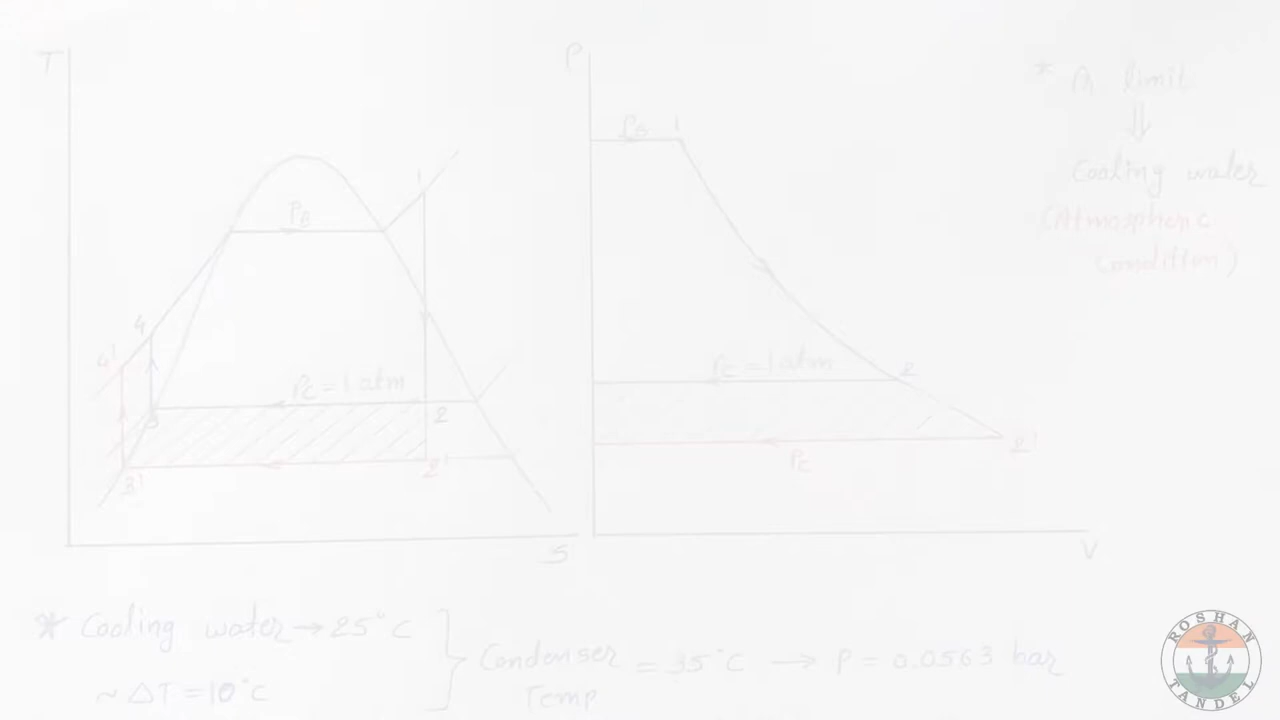 T
P
* A limit
⇓
Cooling water
(Atmospheric
Condition)
PB
1
PB
1
4
4'
3
3'
Pc = 1 atm
2
2'
S
Pc = 1 atm
2
2'
Pc
V
* Cooling water → 25°C
~ ΔT = 10°C
Condenser Temp = 35°C → P = 0.0563 bar
ROSHAN
TANDEL